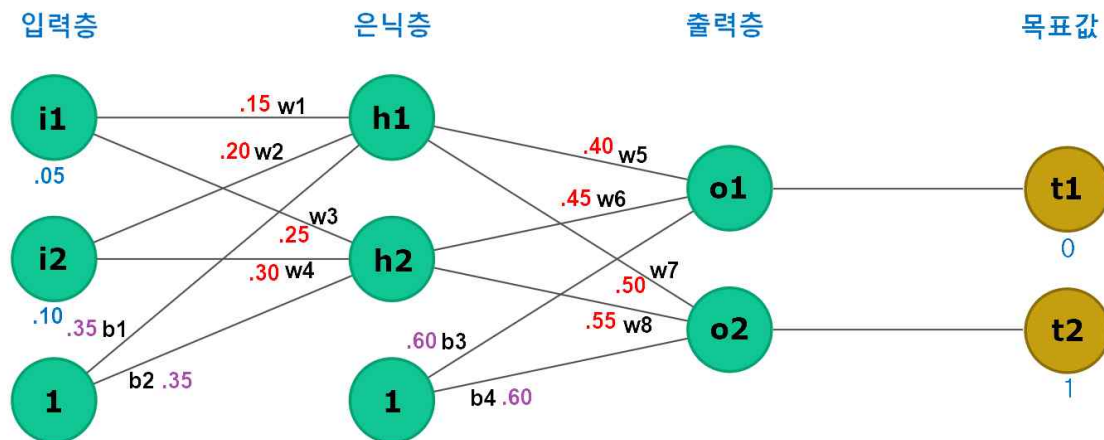 입력층 은닉층 출력층 목표값
i1 .15 w1 h1
.40 w5
.20 w2
.05
.45 w6 o1 t1
w3
.25
0
i2 .30 w4 h2
w7
.50
.10
.35 b1
.55 w8 o2 t2
.60 b3
b2 .35
1 1 b4 .60
1